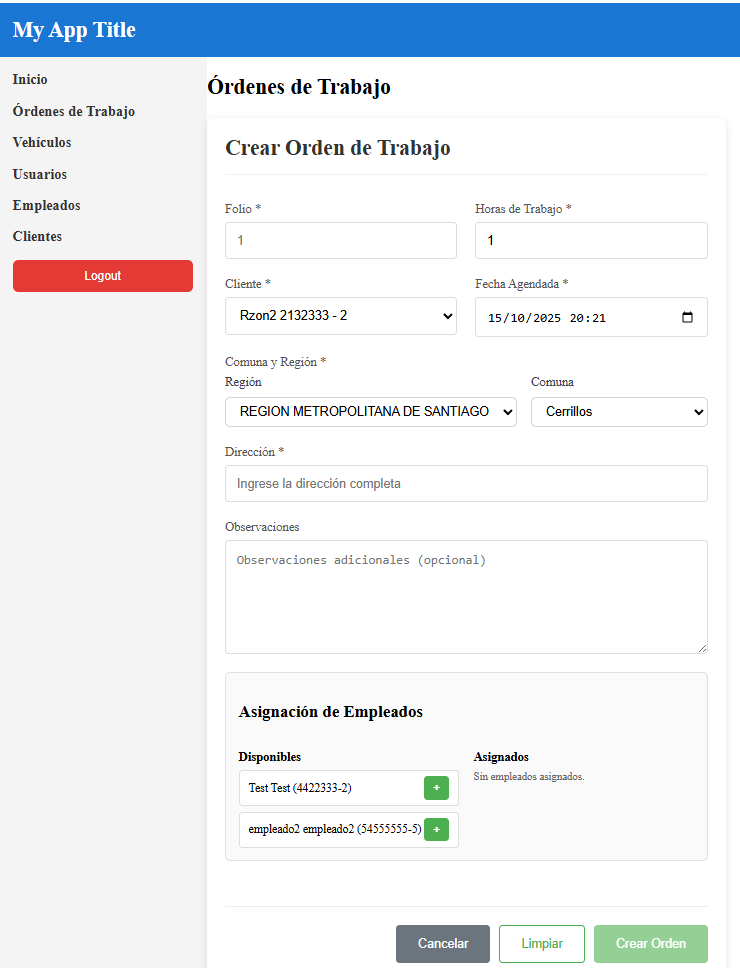 My App Title
Inicio
Órdenes de Trabajo
Vehículos
Usuarios
Empleados
Clientes
Logout
Órdenes de Trabajo
Crear Orden de Trabajo
Folio *
Horas de Trabajo *
1
1
Cliente *
Fecha Agendada *
Rzon2 2132333 - 2
15/10/2025 20:21
Comuna y Región *
Región
Comuna
REGION METROPOLITANA DE SANTIAGO
Cerrillos
Dirección *
Ingrese la dirección completa
Observaciones
Observaciones adicionales (opcional)
Asignación de Empleados
Disponibles
Asignados
Test Test (4422333-2)
+
Sin empleados asignados.
empleado2 empleado2 (54555555-5)
+
Cancelar
Limpiar
Crear Orden